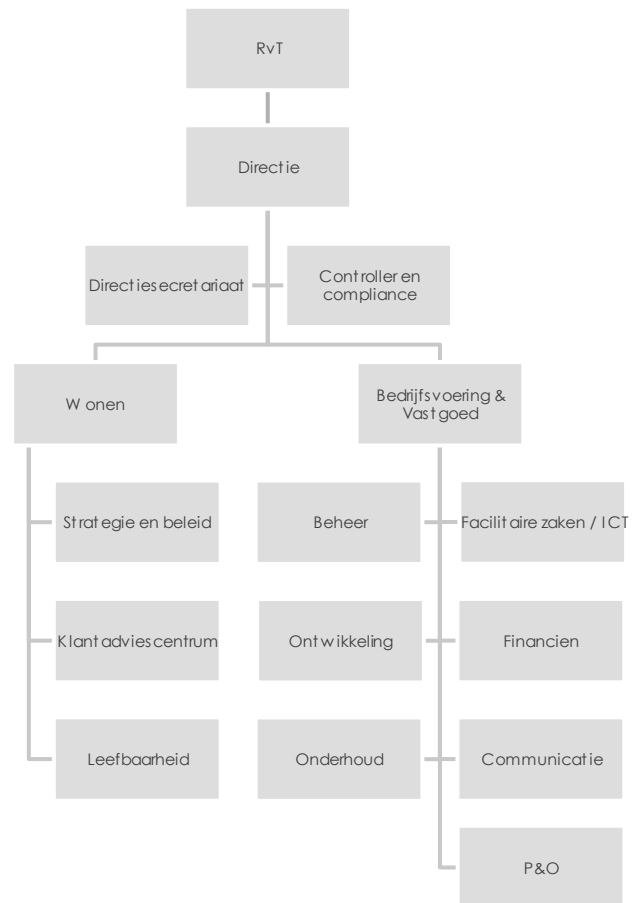 RvT
Directie
Directiesecretariaat
Controller en
compliance
Wonen
Bedrijfsvoering &
Vastgoed
Strategie en beleid
Beheer
Facilitaire zaken / ICT
Klantadviescentrum
Ontwikkeling
Financien
Leefbaarheid
Onderhoud
Communicatie
P&O